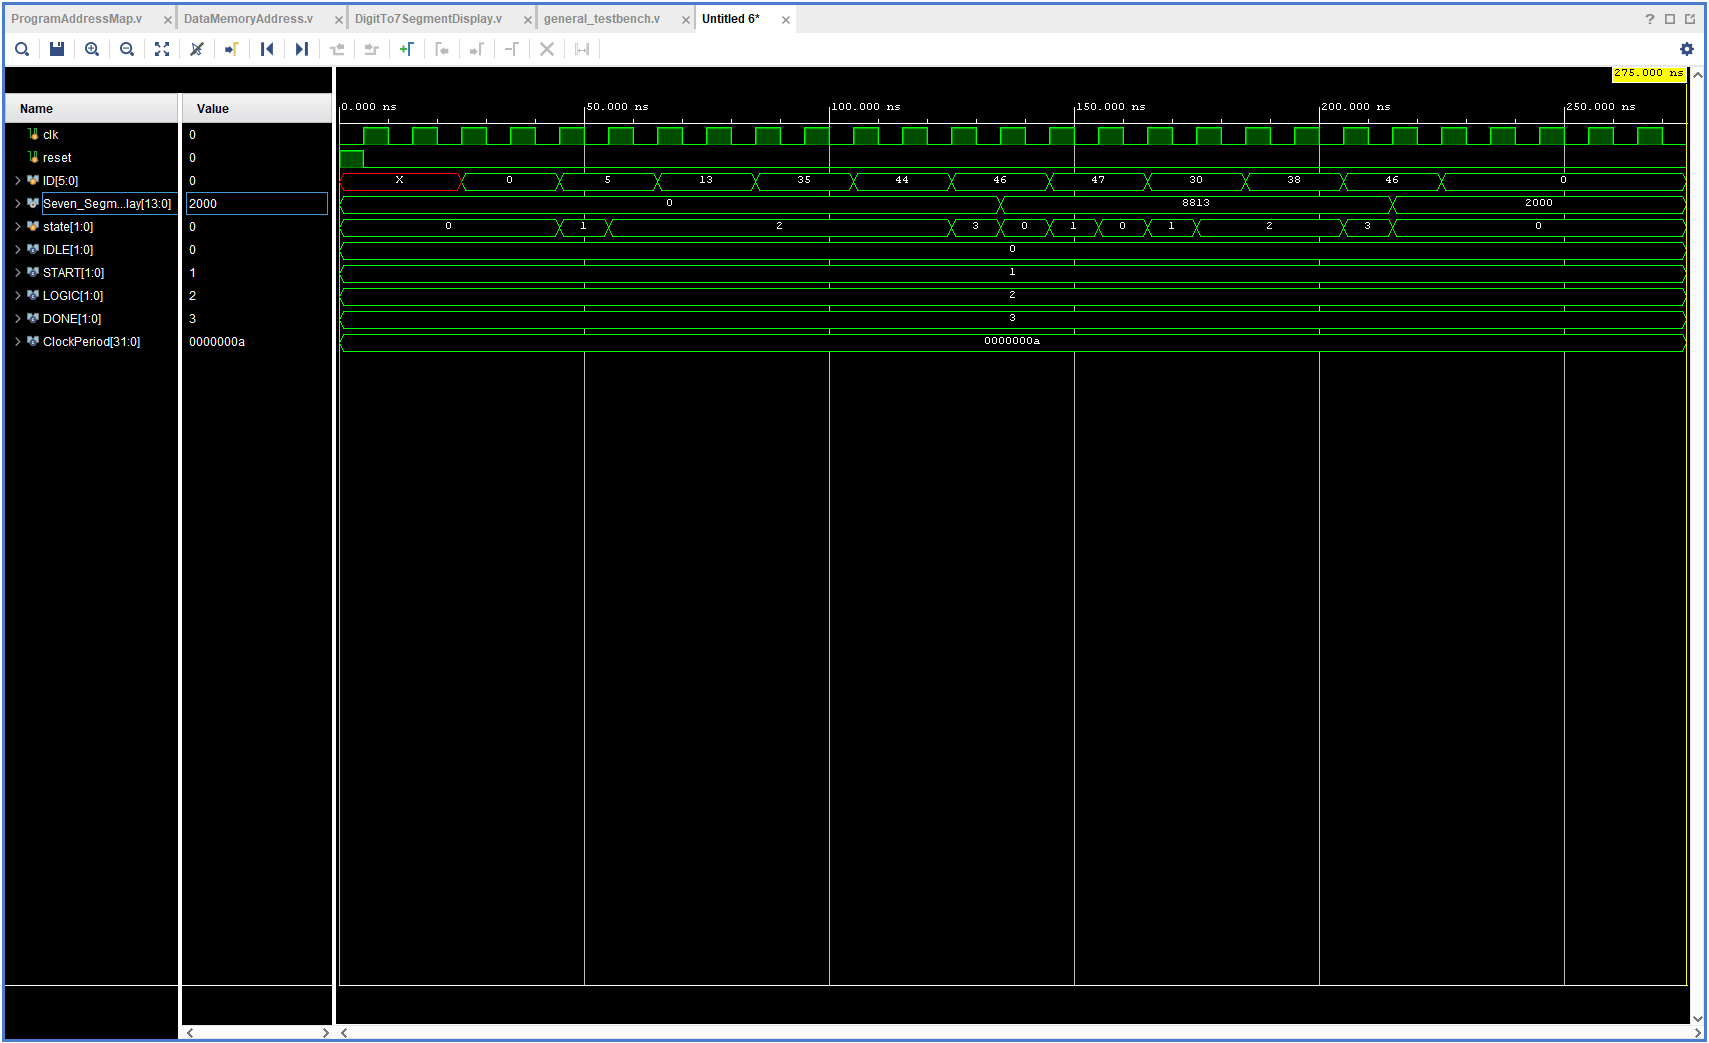 ProgramAddressMap.v
DataMemoryAddress.v
DigitTo7SegmentDisplay.v
general_testbench.v
Untitled 6*
275.000 ns
Name Value
0.000 ns 50.000 ns 100.000 ns 150.000 ns 200.000 ns 250.000 ns
clk 0
reset 0
ID[5:0] 0 X 0 5 13 35 44 46 47 30 38 46 0
Seven_Segm...lay[13:0] 2000 0 8813 2000
state[1:0] 0 0 1 2 3 0 1 0 1 2 3 0
IDLE[1:0] 0 0
START[1:0] 1 1
LOGIC[1:0] 2 2
DONE[1:0] 3 3
ClockPeriod[31:0] 0000000a 0000000a